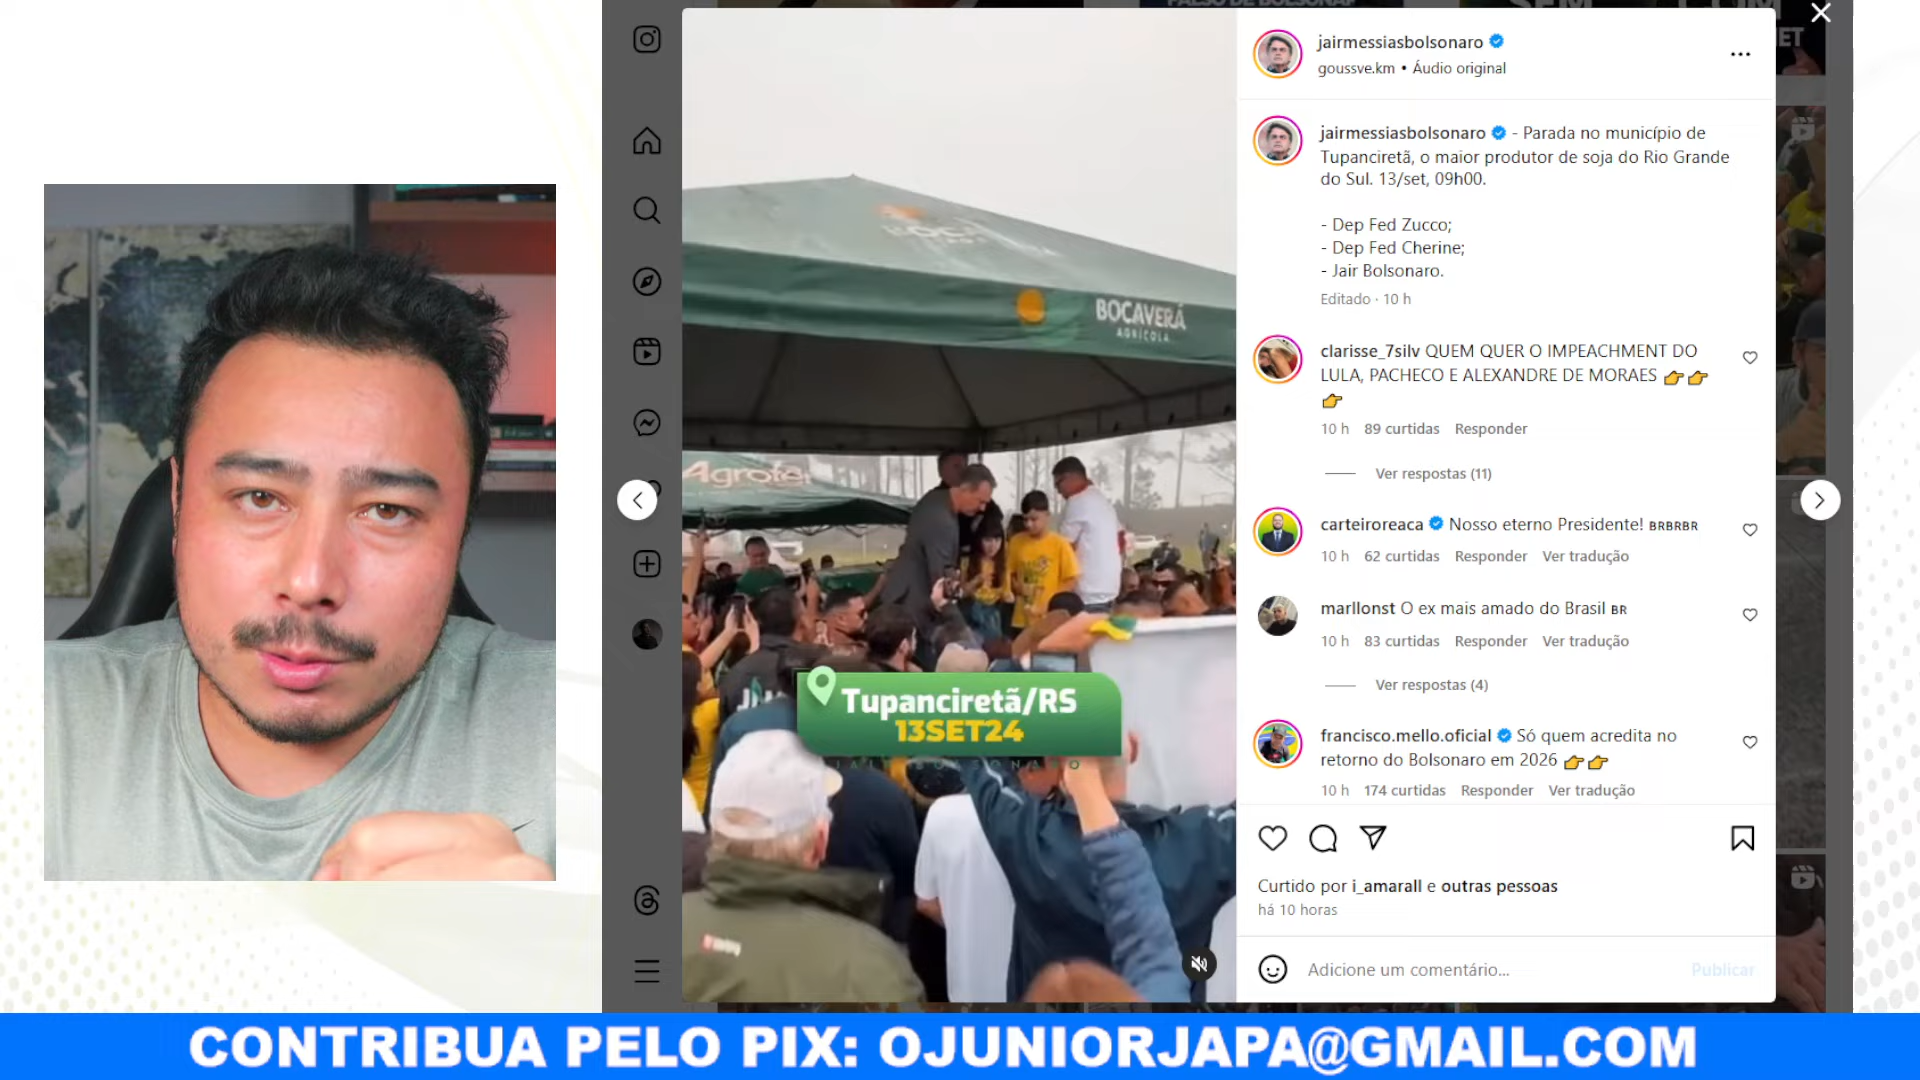 jairmessiasbolsonaro
goussve.km • Áudio original
jairmessiasbolsonaro - Parada no município de
Tupanciretã, o maior produtor de soja do Rio Grande
do Sul. 13/set, 09h00.
- Dep Fed Zucco;
- Dep Fed Cherine;
- Jair Bolsonaro.
Editado · 10 h
clarisse_7silv QUEM QUER O IMPEACHMENT DO
LULA, PACHECO E ALEXANDRE DE MORAES 👉👉
👉
10 h 89 curtidas Responder
Ver respostas (11)
carteiroreaca Nosso eterno Presidente! BRBRBR
10 h 62 curtidas Responder Ver tradução
marllonst O ex mais amado do Brasil BR
10 h 83 curtidas Responder Ver tradução
Ver respostas (4)
francisco.mello.oficial Só quem acredita no
retorno do Bolsonaro em 2026 👉👉
10 h 174 curtidas Responder Ver tradução
Curtido por i_amarall e outras pessoas
há 10 horas
Adicione um comentário...
Publicar
BOCAVERÁ
AGRÍCOLA
Agrofel
Tupanciretã/RS
13SET24
JAIR BOLSONARO
CONTRIBUA PELO PIX: OJUNIORJAPA@GMAIL.COM